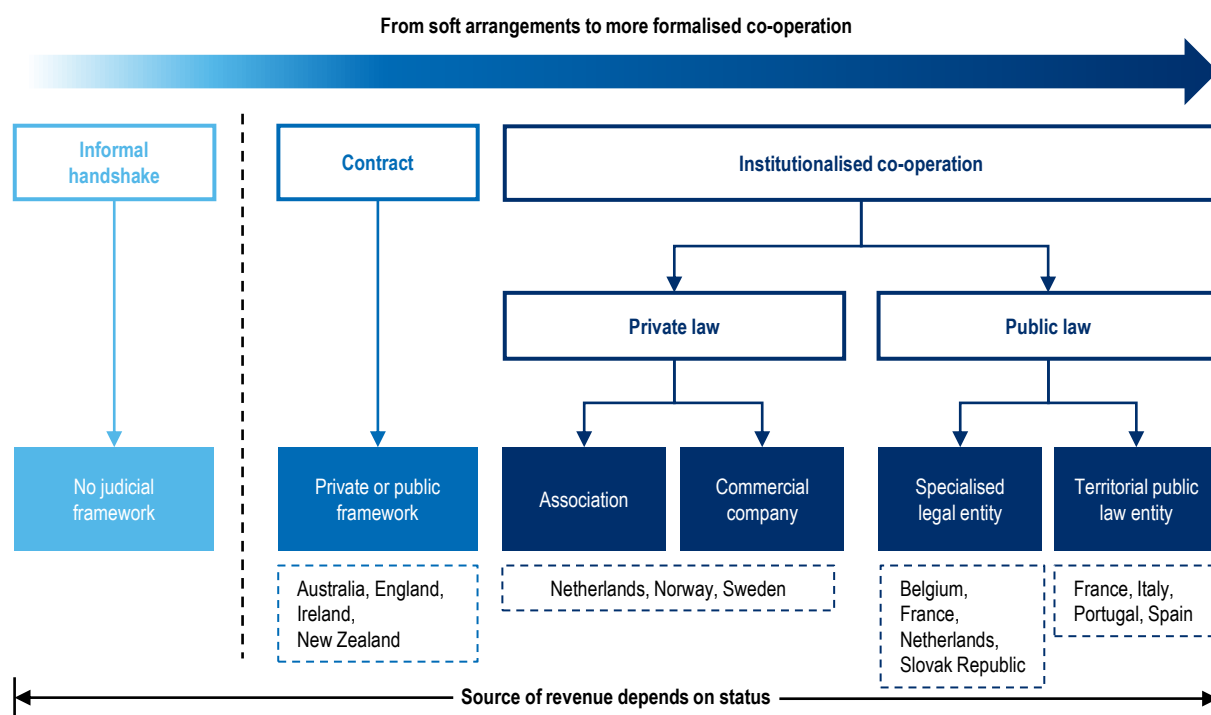 From soft arrangements to more formalised co-operation
Informal
handshake
Contract
Institutionalised co-operation
Private law
Public law
No judicial
framework
Private or public
framework
Association
Commercial
company
Specialised
legal entity
Territorial public
law entity
Australia, England,
Ireland,
New Zealand
Netherlands, Norway, Sweden
Belgium,
France,
Netherlands,
Slovak Republic
France, Italy,
Portugal, Spain
Source of revenue depends on status